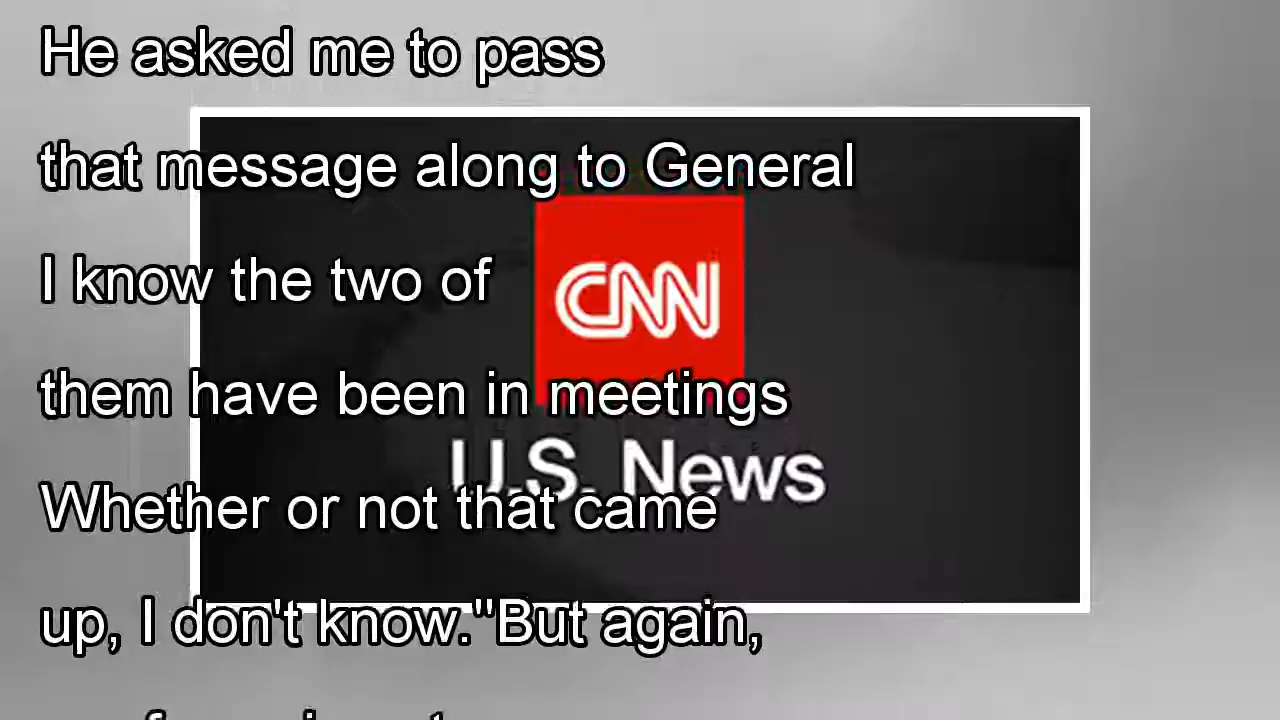 He asked me to pass
that message along to General
I know the two of
CNN
them have been in meetings
U.S. News
Whether or not that came
up, I don't know."But again,